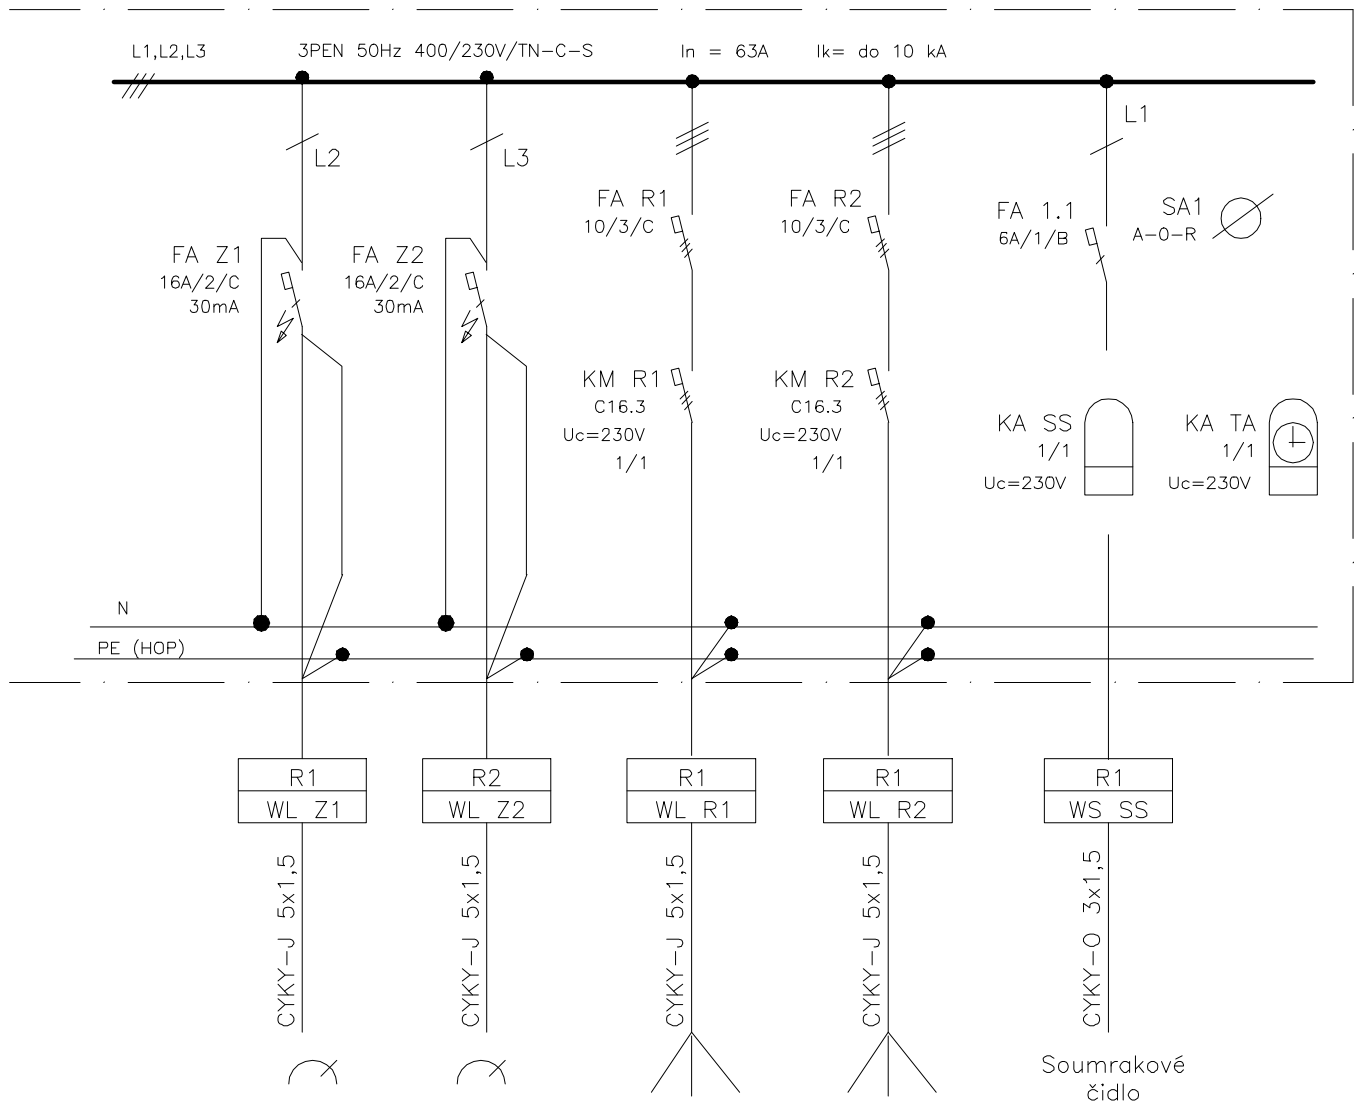 L1,L2,L3 3PEN 50Hz 400/230V/TN-C-S In = 63A Ik= do 10 kA
L2
L3
L1
FA Z1
16A/2/C
30mA
FA Z2
16A/2/C
30mA
FA R1
10/3/C
FA R2
10/3/C
FA 1.1
6A/1/B
SA1
A-0-R
KM R1
C16.3
Uc=230V
1/1
KM R2
C16.3
Uc=230V
1/1
KA SS
1/1
Uc=230V
KA TA
1/1
Uc=230V
N
PE (HOP)
R1
WL Z1
R2
WL Z2
R1
WL R1
R1
WL R2
R1
WS SS
CYKY-J 5x1,5
CYKY-J 5x1,5
CYKY-J 5x1,5
CYKY-J 5x1,5
CYKY-O 3x1,5
Soumrakové
čidlo